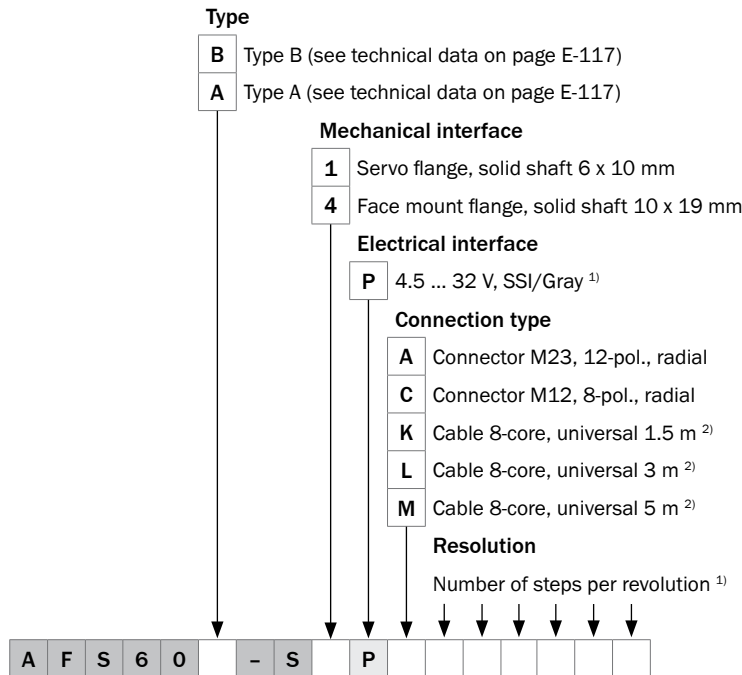 Type
B Type B (see technical data on page E-117)
A Type A (see technical data on page E-117)
Mechanical interface
1 Servo flange, solid shaft 6 x 10 mm
4 Face mount flange, solid shaft 10 x 19 mm
Electrical interface
P 4.5 ... 32 V, SSI/Gray 1)
Connection type
A Connector M23, 12-pol., radial
C Connector M12, 8-pol., radial
K Cable 8-core, universal 1.5 m 2)
L Cable 8-core, universal 3 m 2)
M Cable 8-core, universal 5 m 2)
Resolution
Number of steps per revolution 1)
A F S 6 0 – S P